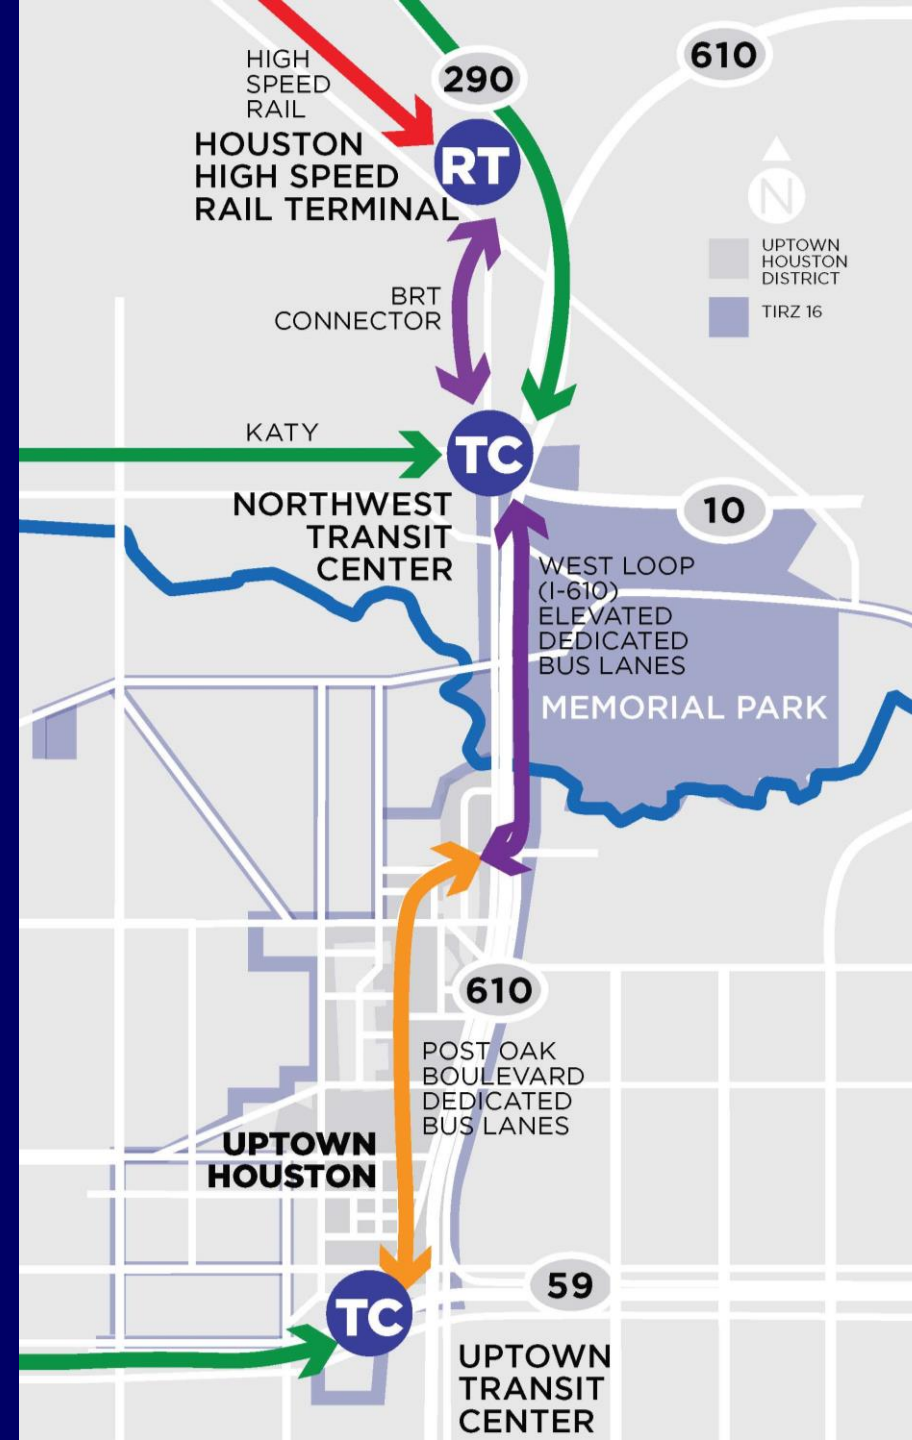 610
290
HIGH
SPEED
RAIL
HOUSTON
HIGH SPEED
RAIL TERMINAL
RT
N
UPTOWN
HOUSTON
DISTRICT
TIRZ 16
BRT
CONNECTOR
KATY
TC
NORTHWEST
TRANSIT
CENTER
10
WEST LOOP
(I-610)
ELEVATED
DEDICATED
BUS LANES
MEMORIAL PARK
610
POST OAK
BOULEVARD
DEDICATED
BUS LANES
UPTOWN
HOUSTON
59
TC
UPTOWN
TRANSIT
CENTER